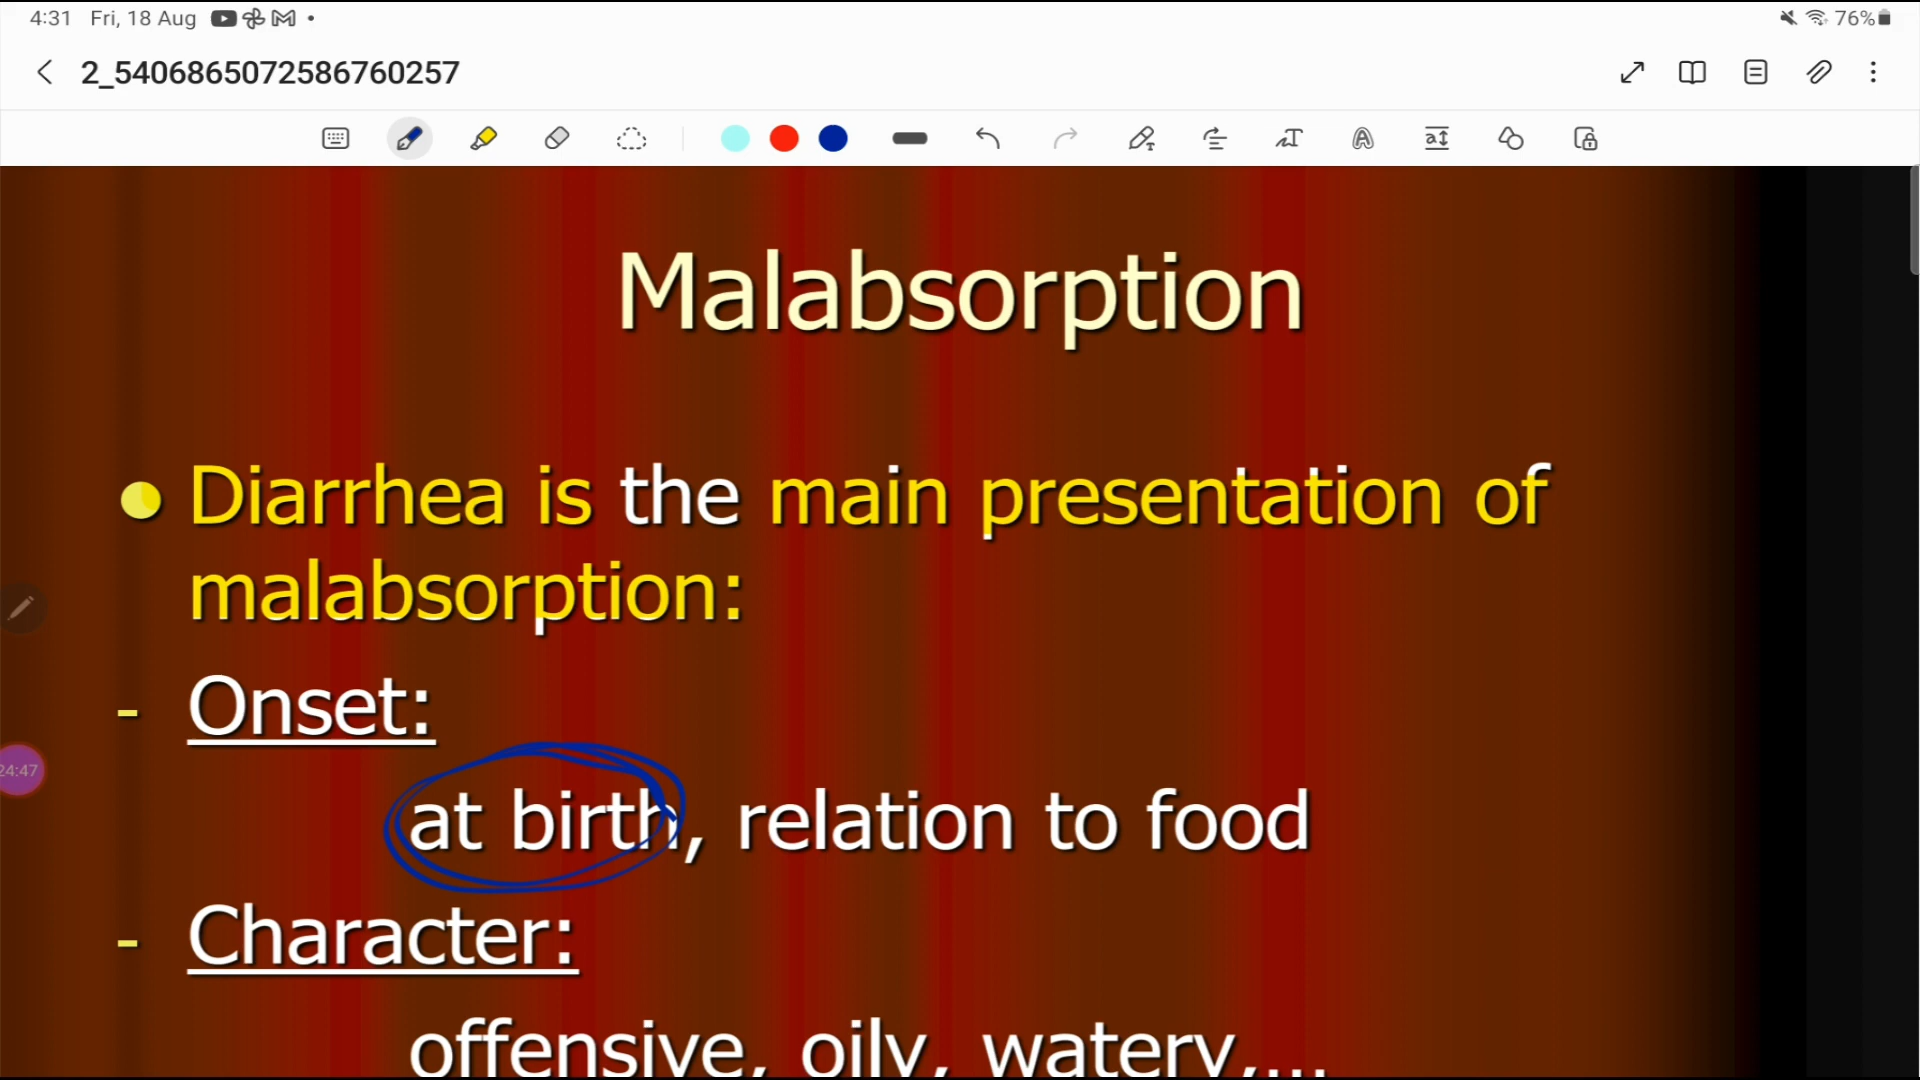 4:31 Fri, 18 Aug 76%
2_5406865072586760257
Malabsorption
Diarrhea is the main presentation of
malabsorption:
- Onset:
at birth, relation to food
24:47
- Character:
offensive, oily, watery,...